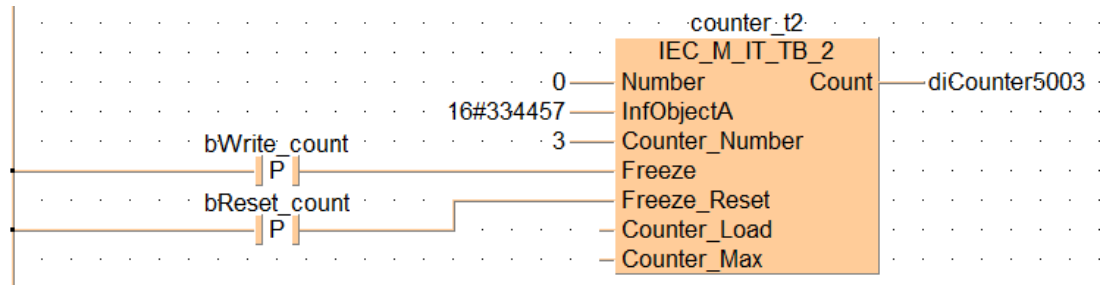 counter_t2
IEC_M_IT_TB_2
0 Number Count diCounter5003
16#334457 InfObjectA
3 Counter_Number
bWrite_count
P Freeze
bReset_count Freeze_Reset
P Counter_Load
Counter_Max